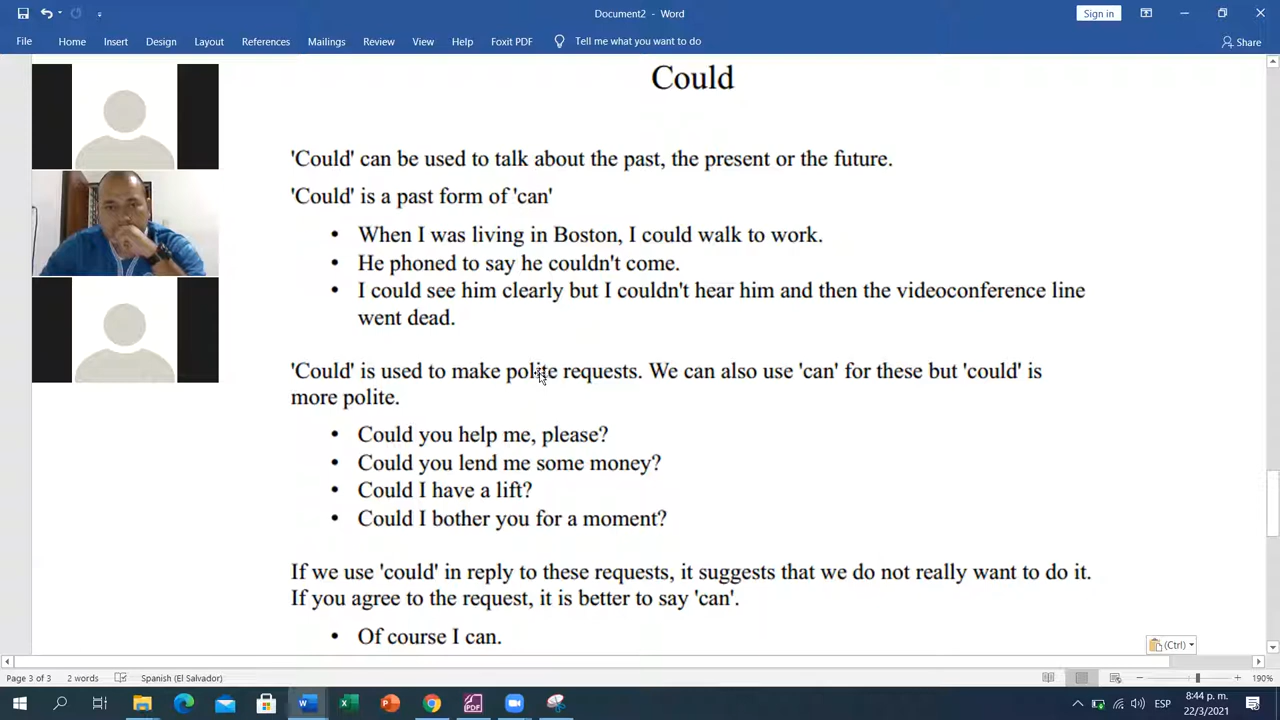 Document2 - Word
Sign in
File Home Insert Design Layout References Mailings Review View Help Foxit PDF Tell me what you want to do Share
Could
'Could' can be used to talk about the past, the present or the future.
'Could' is a past form of 'can'
• When I was living in Boston, I could walk to work.
• He phoned to say he couldn't come.
• I could see him clearly but I couldn't hear him and then the videoconference line
went dead.
'Could' is used to make polite requests. We can also use 'can' for these but 'could' is
more polite.
• Could you help me, please?
• Could you lend me some money?
• Could I have a lift?
• Could I bother you for a moment?
If we use 'could' in reply to these requests, it suggests that we do not really want to do it.
If you agree to the request, it is better to say 'can'.
• Of course I can.
(Ctrl)
Page 3 of 3 2 words Spanish (El Salvador) 190%
8:44 p. m.
ESP
22/3/2021